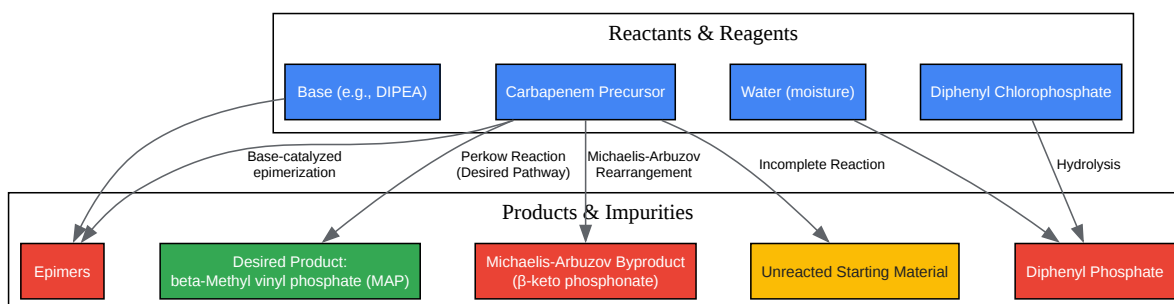 Reactants & Reagents
Base (e.g., DIPEA)
Carbapenem Precursor
Water (moisture)
Diphenyl Chlorophosphate
Base-catalyzed
epimerization
Perkow Reaction
(Desired Pathway)
Michaelis-Arbuzov
Rearrangement
Incomplete Reaction
Hydrolysis
Products & Impurities
Epimers
Desired Product:
beta-Methyl vinyl phosphate (MAP)
Michaelis-Arbuzov Byproduct
(β-keto phosphonate)
Unreacted Starting Material
Diphenyl Phosphate